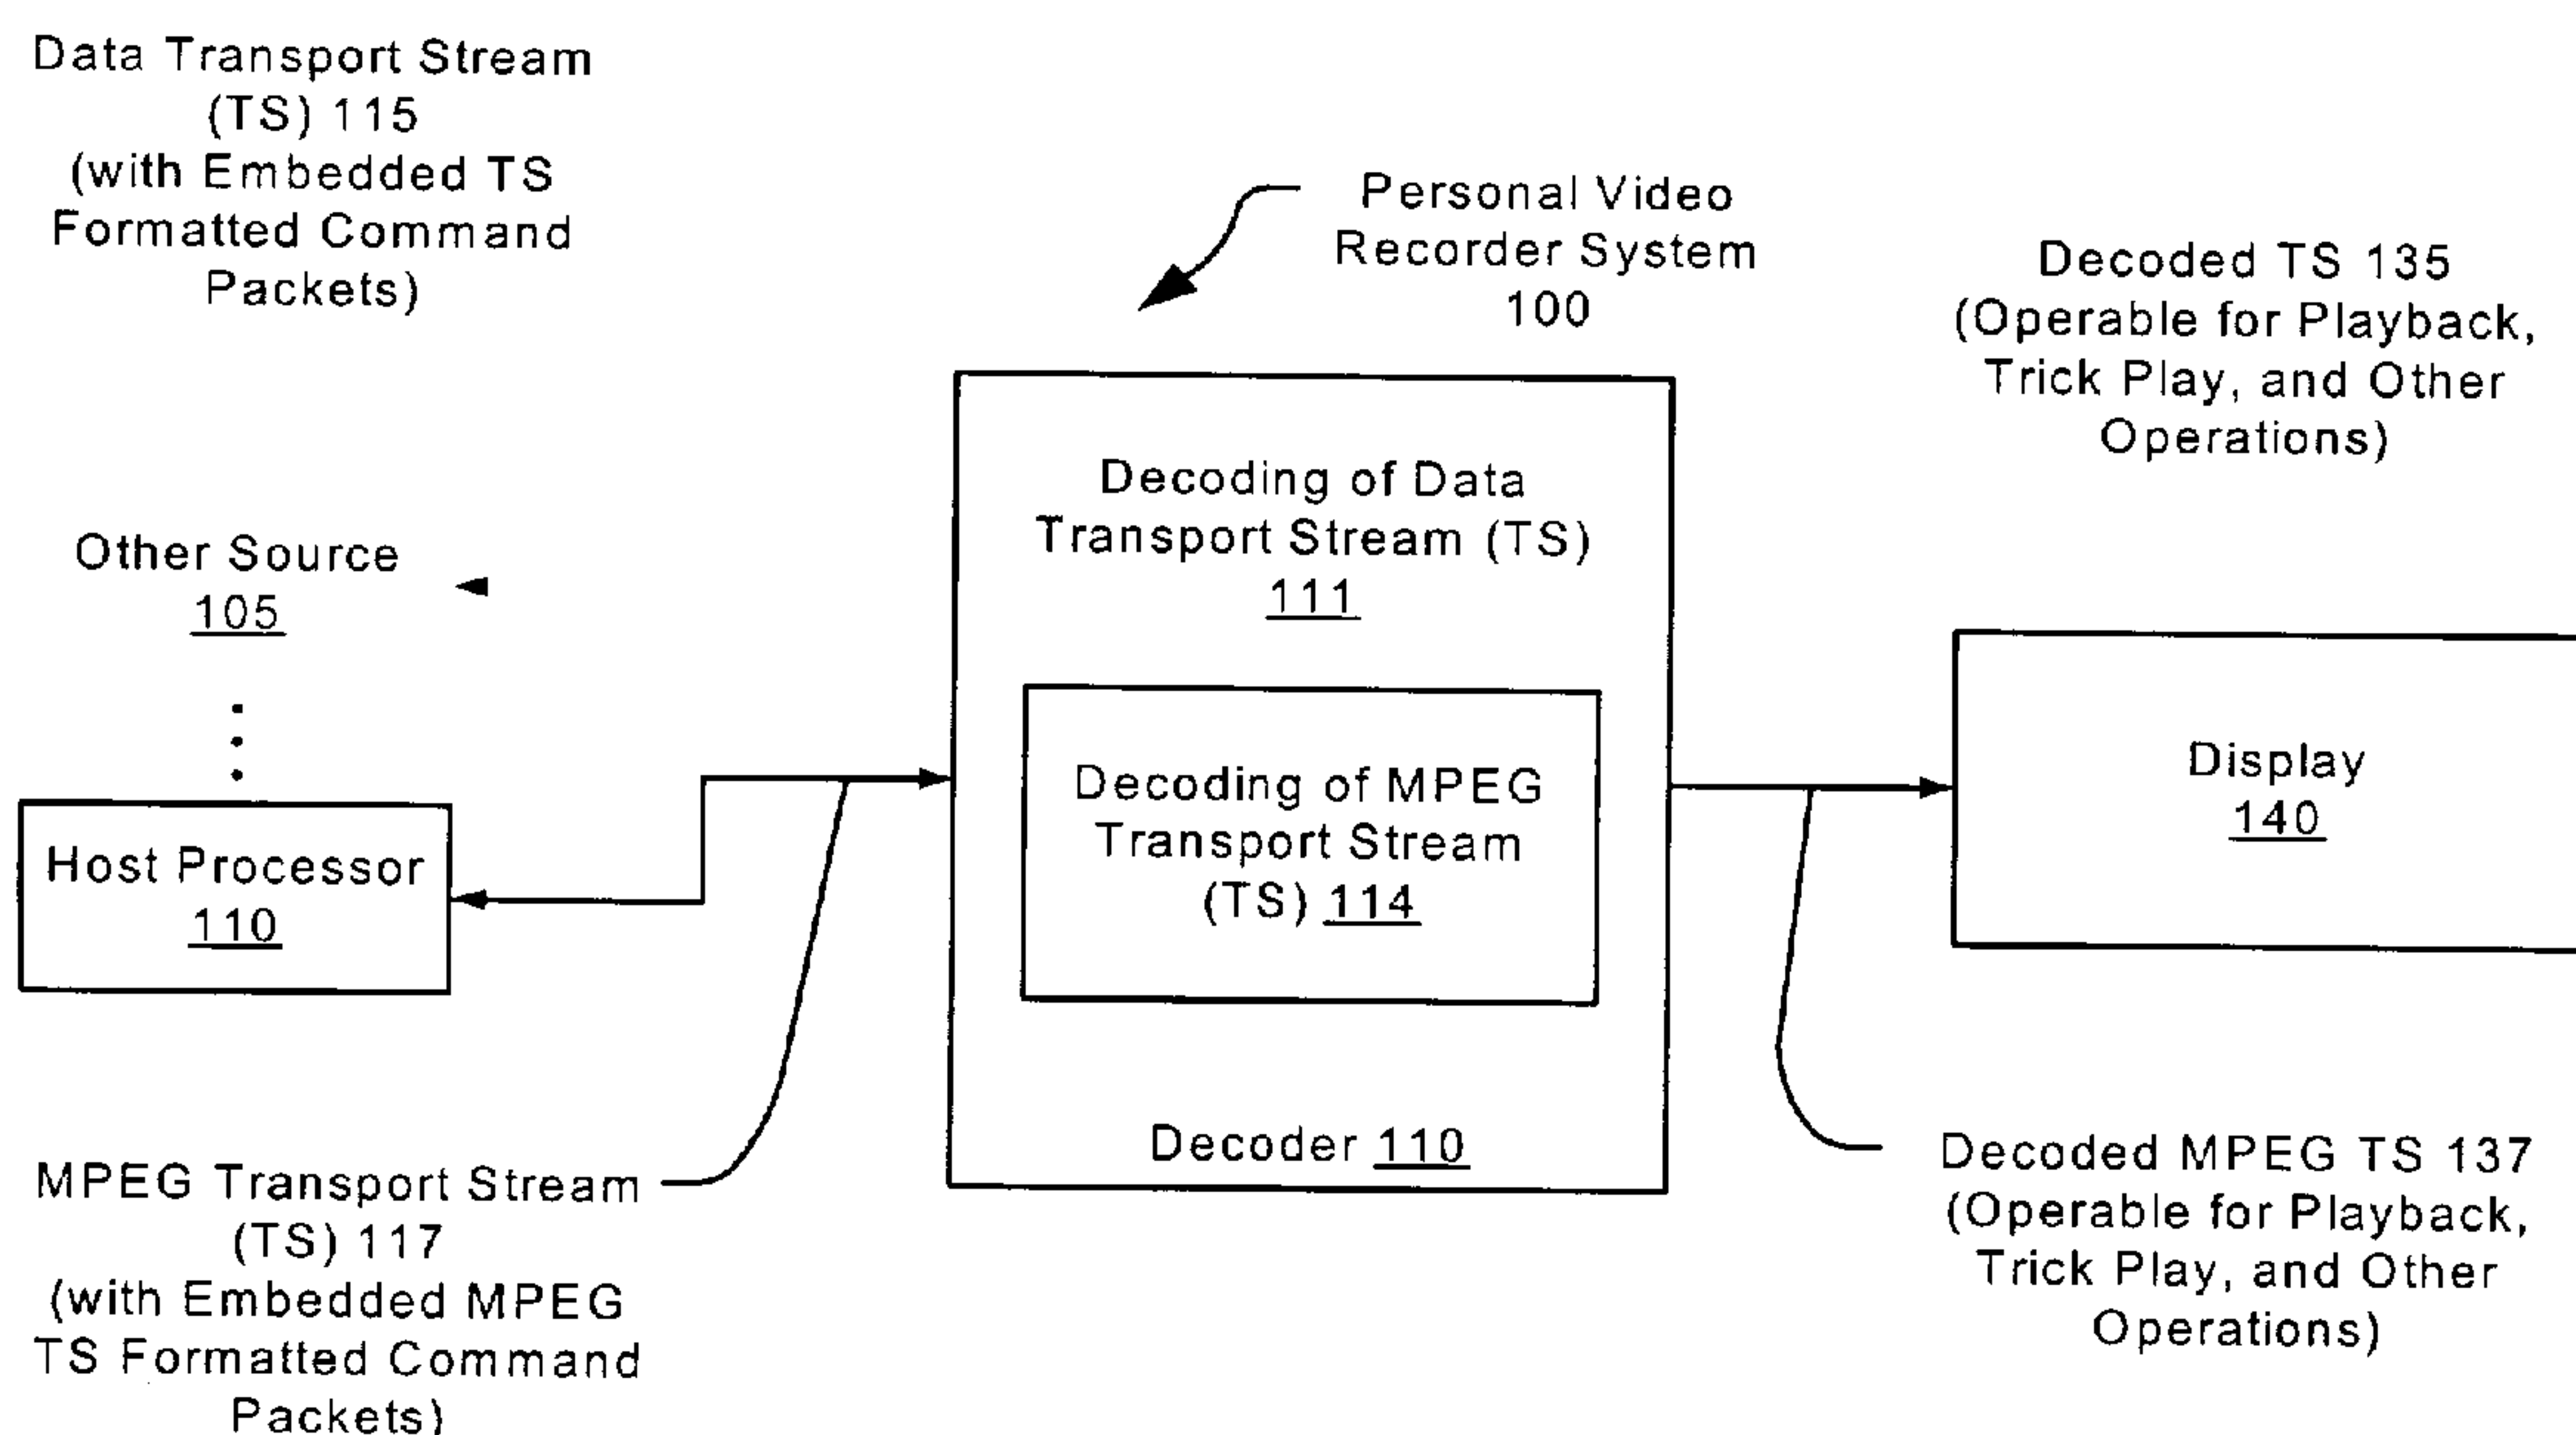 Data Transport Stream
(TS) 115
(with Embedded TS
Formatted Command
Packets)
Personal Video
Recorder System
100
Decoded TS 135
(Operable for Playback,
Trick Play, and Other
Operations)
Other Source
105
Decoding of Data
Transport Stream (TS)
111
Host Processor
110
Decoding of MPEG
Transport Stream
(TS) 114
Display
140
Decoder 110
MPEG Transport Stream
(TS) 117
(with Embedded MPEG
TS Formatted Command
Packets)
Decoded MPEG TS 137
(Operable for Playback,
Trick Play, and Other
Operations)